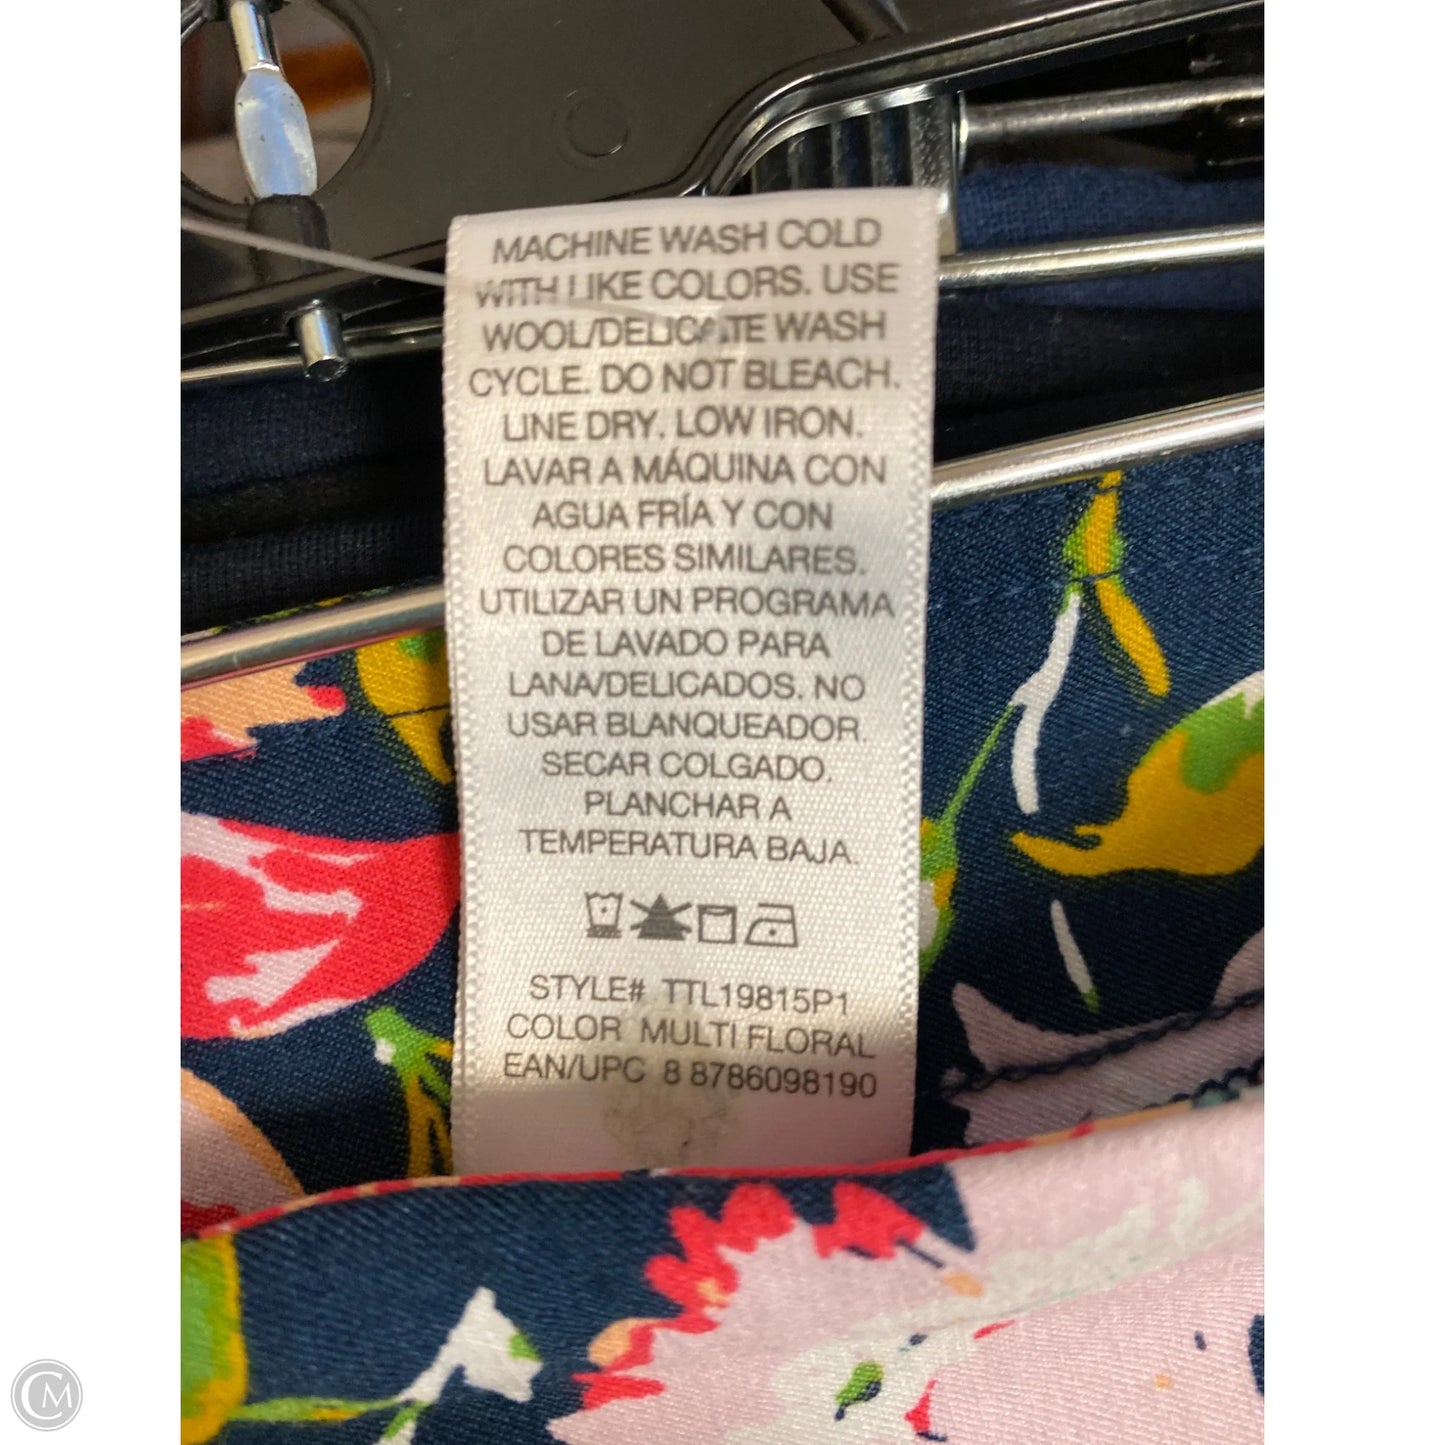 MACHINE WASH COLD
WITH LIKE COLORS. USE
WOOL/DELICATE WASH
CYCLE. DO NOT BLEACH.
LINE DRY. LOW IRON.
LAVAR A MÁQUINA CON
AGUA FRÍA Y CON
COLORES SIMILARES.
UTILIZAR UN PROGRAMA
DE LAVADO PARA
LANA/DELICADOS. NO
USAR BLANQUEADOR.
SECAR COLGADO.
PLANCHAR A
TEMPERATURA BAJA.
STYLE# TTL19815P1
COLOR MULTI FLORAL
EAN/UPC 8 8786098190
CM